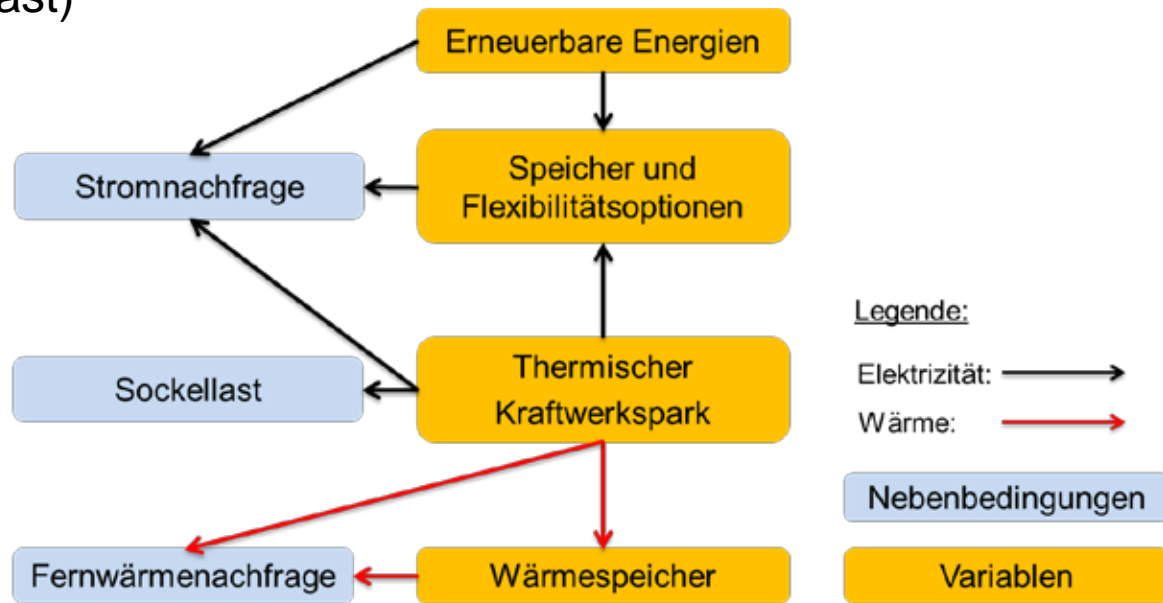 ast)
Erneuerbare Energien
Speicher und
Flexibilitätsoptionen
Stromnachfrage
Thermischer
Kraftwerkspark
Sockellast
Fernwärmenachfrage
Wärmespeicher
Legende:
Elektrizität:
Wärme:
Nebenbedingungen
Variablen